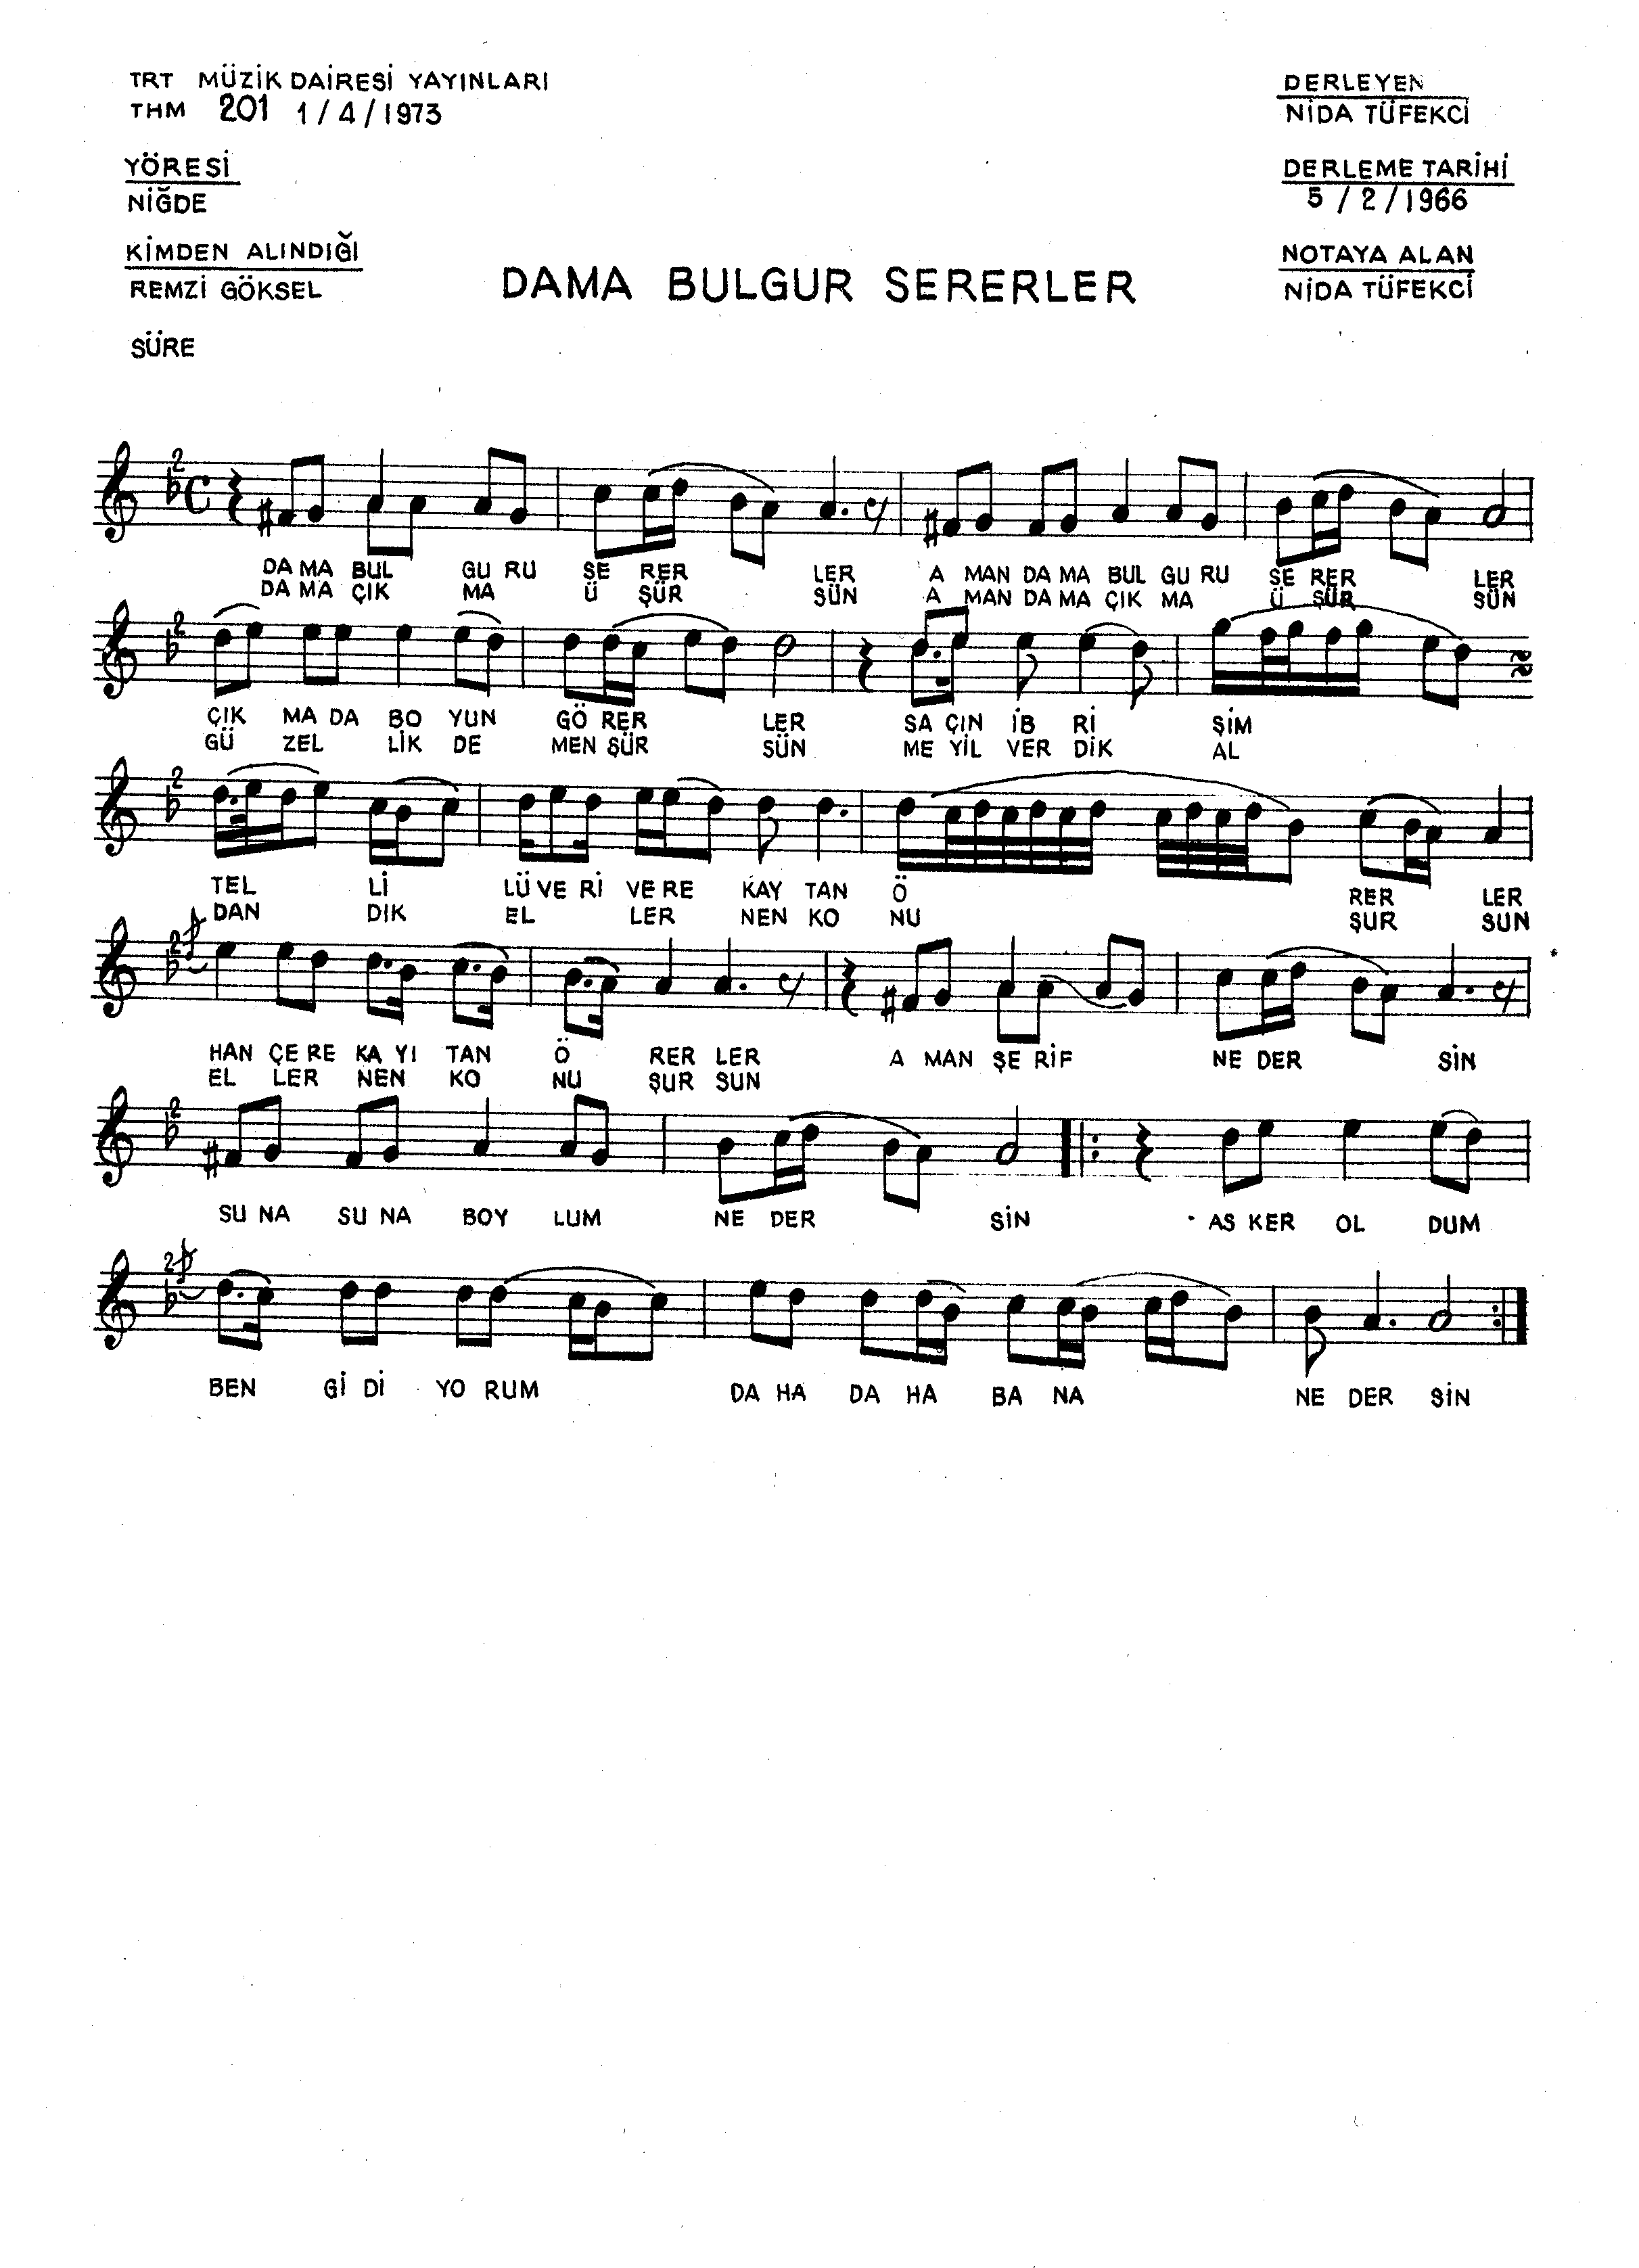 TRT MÜZİK DAİRESİ YAYINLARI
THM 201 1/4/1973
DERLEYEN
NİDA TÜFEKCİ
YÖRESİ
NİĞDE
DERLEME TARİHİ
5/2/1966
KİMDEN ALINDIĞI
REMZİ GÖKSEL
NOTAYA ALAN
NİDA TÜFEKCİ
DAMA BULGUR SERERLER
SÜRE
DA MA BUL GU RU SE RER LER A MAN DA MA BUL GU RU SE RER LER
DA MA ÇIK MA Ü ŞÜR SÜN A MAN DA MA ÇIK MA Ü ŞÜR SÜN
ÇIK MA DA BO YUN GÖ RER LER SA ÇIN İB Rİ ŞİM
GÜ ZEL LİK DE MEN ŞÜR SÜN ME YİL VER DİK AL
TEL Lİ LÜ VE Rİ VE RE KAY TAN Ö RER LER
DAN DIK EL LER NEN KO NU ŞUR SUN
HAN ÇE RE KA YI TAN Ö RER LER A MAN ŞE RİF NE DER SİN
EL LER NEN KO NU ŞUR SUN
SU NA SU NA BOY LUM NE DER SİN AS KER OL DUM
BEN Gİ Dİ YO RUM DA HA DA HA BA NA NE DER SİN